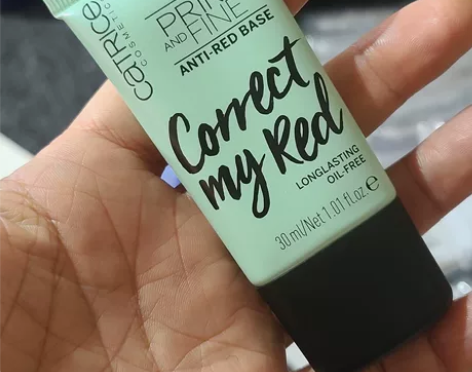 CATRICE
COSMETICS
AND FINE
ANTI-RED BASE
Correct
my Red
LONGLASTING
OIL-FREE
30 ml/Net 1.01 fl.oz.℮